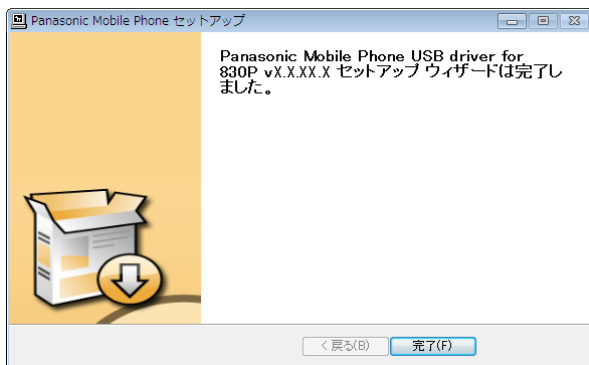 Panasonic Mobile Phone セットアップ
Panasonic Mobile Phone USB driver for
830P vX.X.XX.X セットアップ ウィザードは完了し
ました。
< 戻る(B)
完了(F)